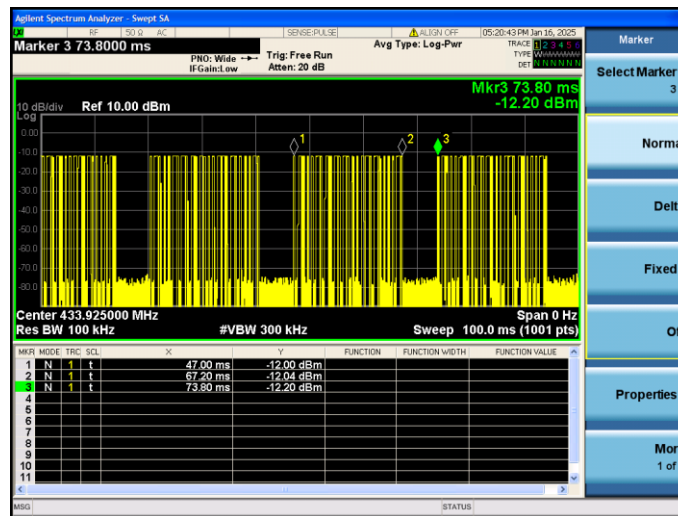 Agilent Spectrum Analyzer - Swept SA
RF 50 Ω AC SENSE:PULSE ALIGN OFF 05:20:43 PM Jan 16, 2025
Marker 3 73.8000 ms
PNO: Wide Trig: Free Run Avg Type: Log-Pwr TRACE 1 2 3 4 5 6
IFGain:Low Atten: 20 dB TYPE WWWWWW
DET N N N N N N
Mkr3 73.80 ms
10 dB/div Ref 10.00 dBm -12.20 dBm
Log
0.00
-10.0
-20.0
-30.0
-40.0
-50.0
-60.0
-70.0
-80.0
1 2 3
Center 433.925000 MHz Span 0 Hz
Res BW 100 kHz #VBW 300 kHz Sweep 100.0 ms (1001 pts)
MKR MODE TRC SCL X Y FUNCTION FUNCTION WIDTH FUNCTION VALUE
1 N 1 t 47.00 ms -12.00 dBm
2 N 1 t 67.20 ms -12.04 dBm
3 N 1 t 73.80 ms -12.20 dBm
4
5
6
7
8
9
10
11
MSG STATUS
Marker
Select Marker
3
Norma
Delt
Fixed
Of
Properties
Mor
1 of